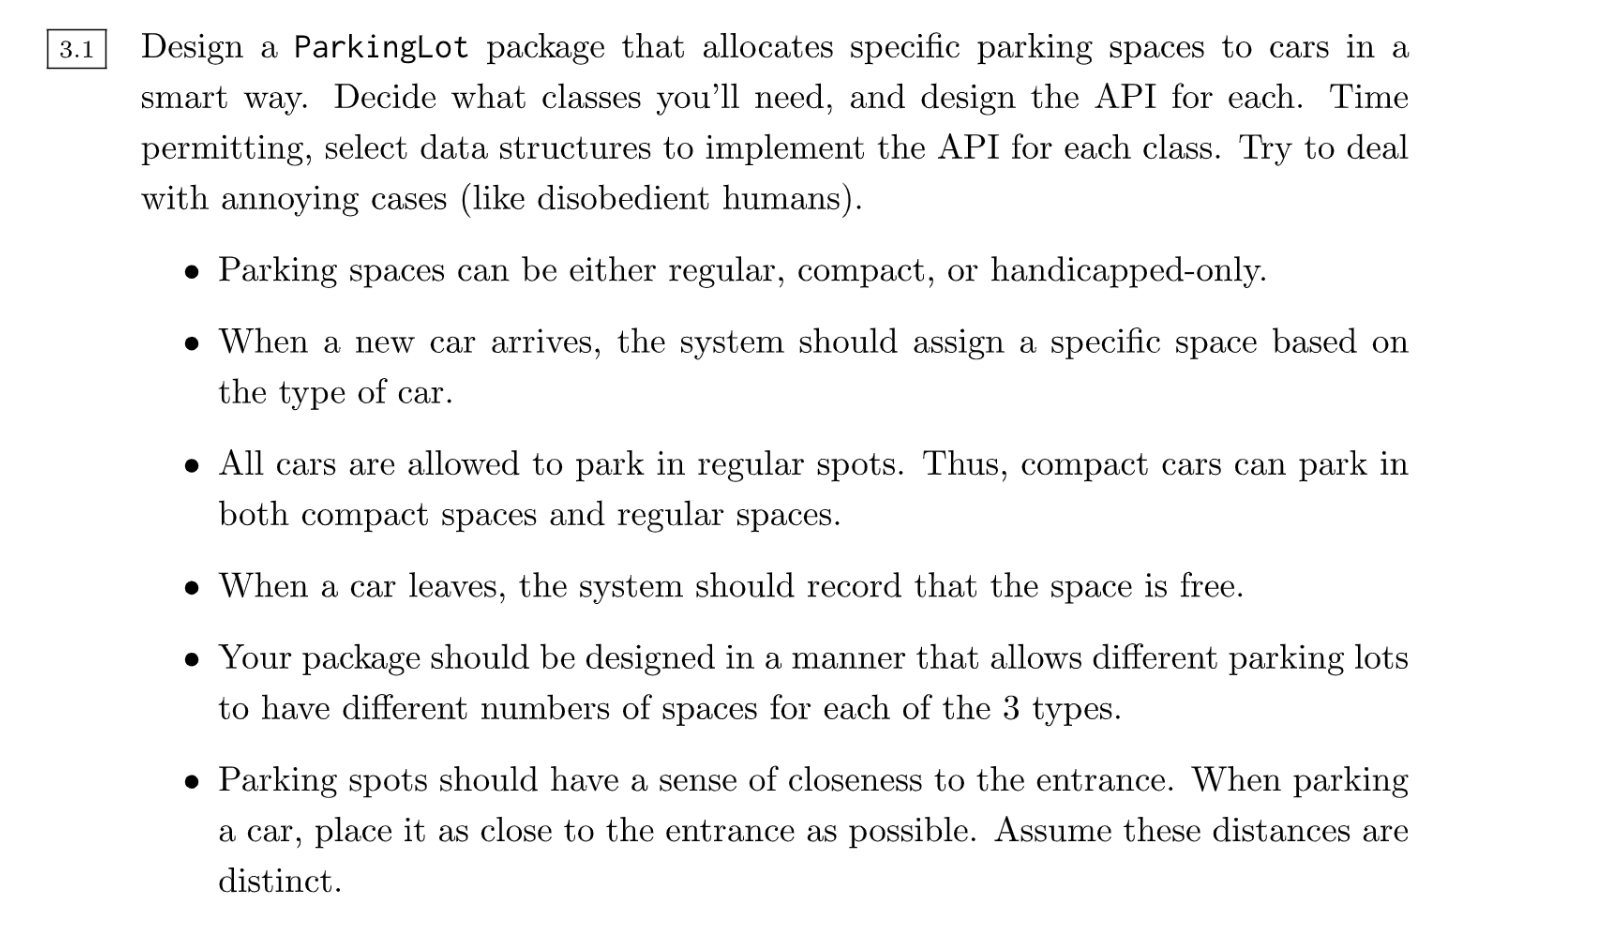 3.1 Design a ParkingLot package that allocates specific parking spaces to cars in a
smart way. Decide what classes you'll need, and design the API for each. Time
permitting, select data structures to implement the API for each class. Try to deal
with annoying cases (like disobedient humans).
• Parking spaces can be either regular, compact, or handicapped-only.
• When a new car arrives, the system should assign a specific space based on
the type of car.
• All cars are allowed to park in regular spots. Thus, compact cars can park in
both compact spaces and regular spaces.
• When a car leaves, the system should record that the space is free.
• Your package should be designed in a manner that allows different parking lots
to have different numbers of spaces for each of the 3 types.
• Parking spots should have a sense of closeness to the entrance. When parking
a car, place it as close to the entrance as possible. Assume these distances are
distinct.